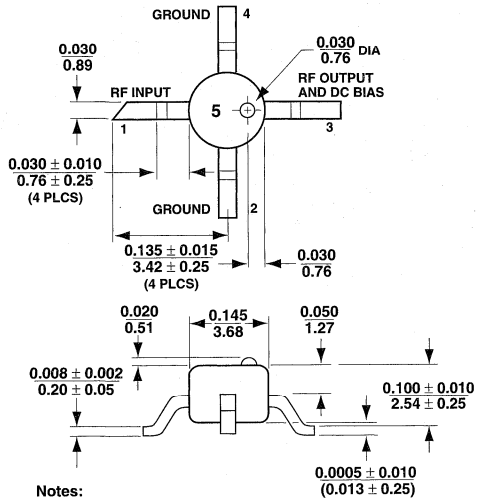 GROUND 4
0.030
0.89
0.030 DIA
0.76
RF INPUT
RF OUTPUT
AND DC BIAS
5
1
3
0.030 ± 0.010
0.76 ± 0.25
(4 PLCS)
GROUND 2
0.135 ± 0.015
3.42 ± 0.25
(4 PLCS)
0.030
0.76
0.020
0.51
0.145
3.68
0.050
1.27
0.008 ± 0.002
0.20 ± 0.05
0.100 ± 0.010
2.54 ± 0.25
0.0005 ± 0.010
(0.013 ± 0.25)
Notes: